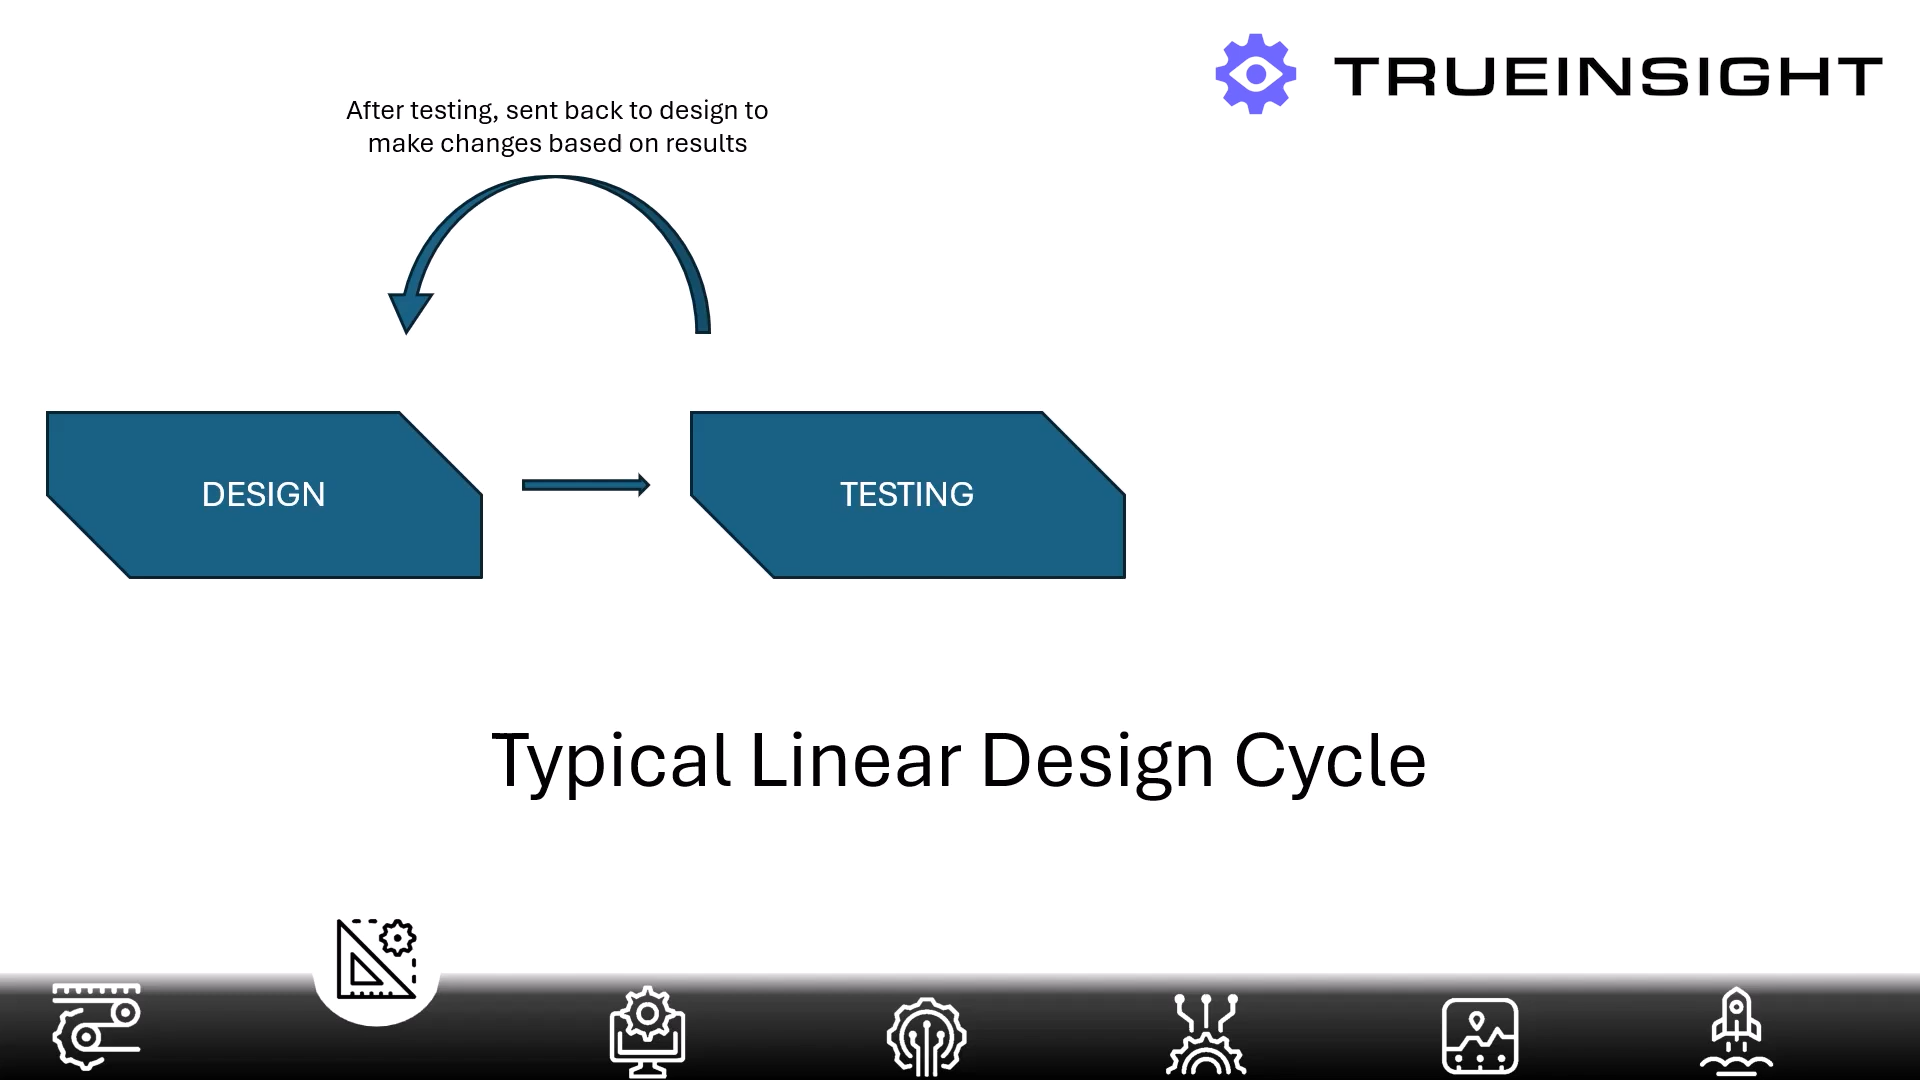 TRUEINSIGHT
After testing, sent back to design to
make changes based on results
DESIGN
TESTING
Typical Linear Design Cycle